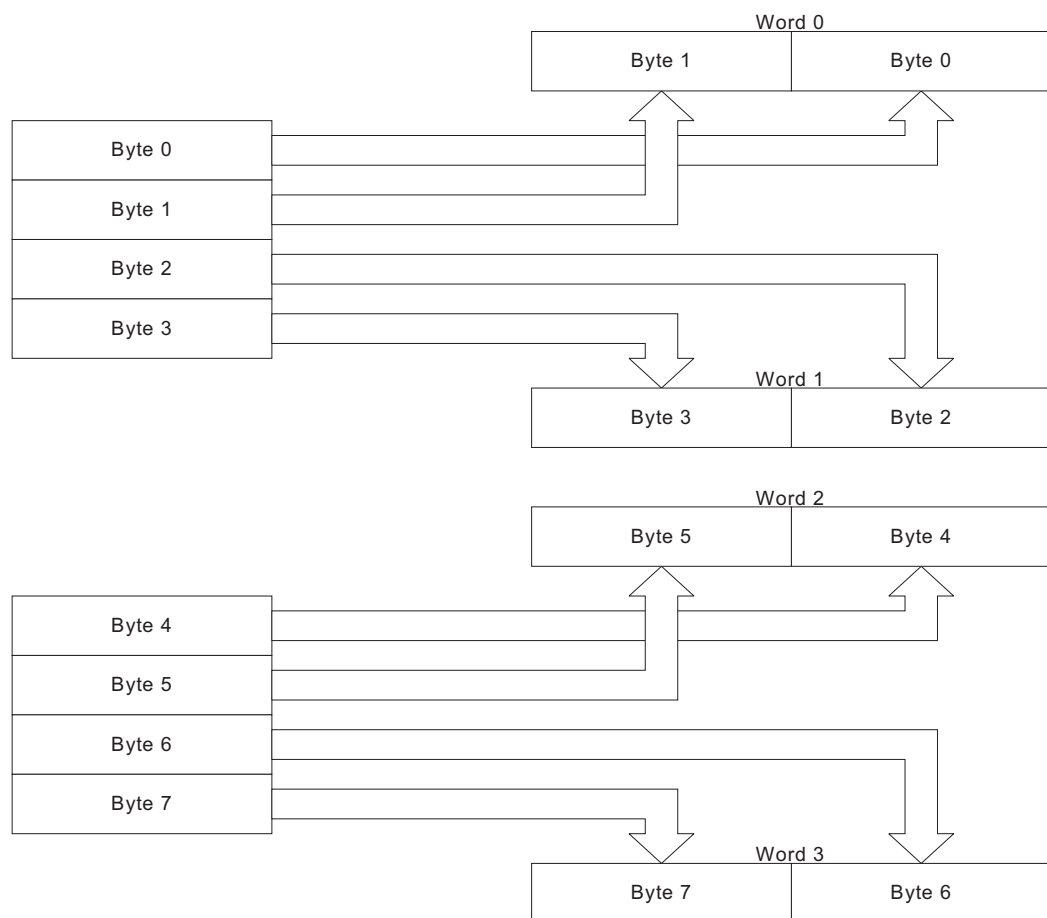 Word 0
Byte 1 Byte 0
Byte 0
Byte 1
Byte 2
Byte 3
Word 1
Byte 3 Byte 2
Word 2
Byte 5 Byte 4
Byte 4
Byte 5
Byte 6
Byte 7
Word 3
Byte 7 Byte 6